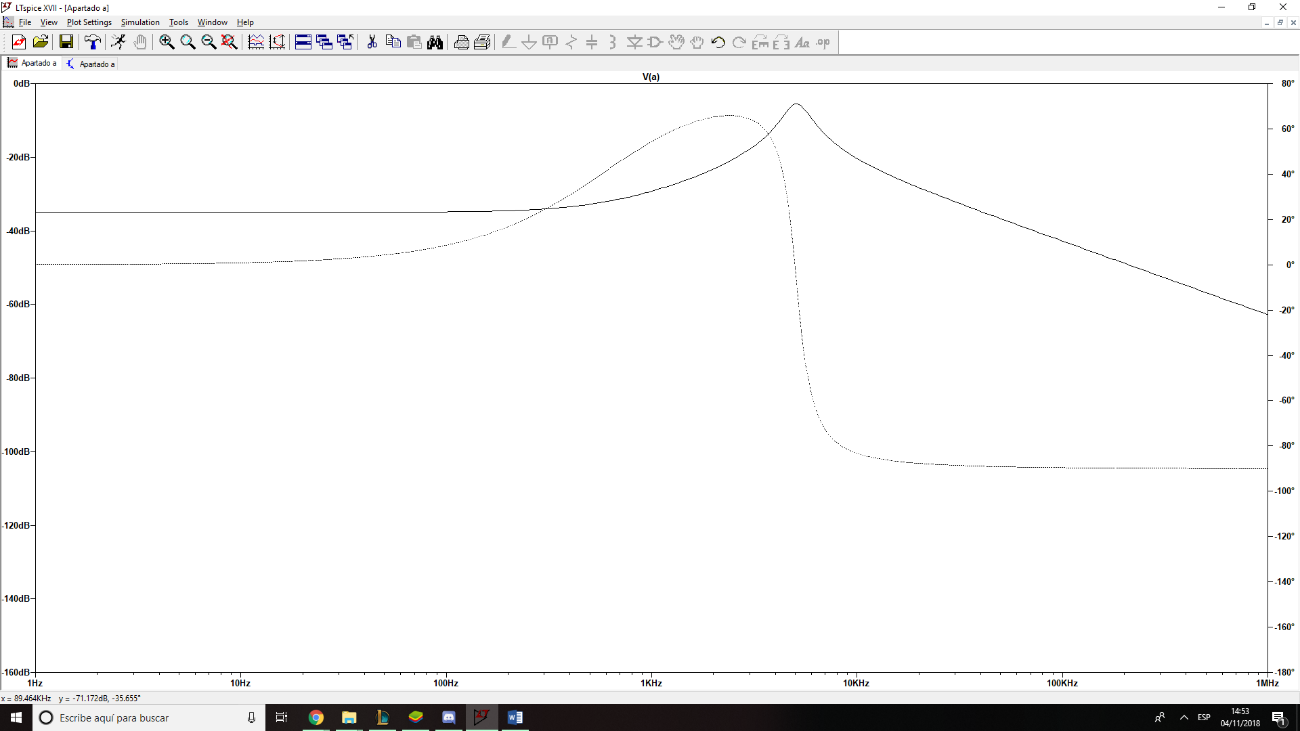 LTspice XVII - [Apartado a]
File View Plot Settings Simulation Tools Window Help
Apartado a Apartado a
V(a)
0dB 80°
60°
-20dB
40°
20°
-40dB
0°
-60dB
-20°
-40°
-80dB
-60°
-80°
-100dB
-100°
-120dB
-120°
-140°
-140dB
-160°
-160dB -180°
1Hz 10Hz 100Hz 1KHz 10KHz 100KHz 1MHz
x = 89.464KHz y = -71.172dB, -35.655°
Escribe aquí para buscar
ESP
14:53
04/11/2018
1